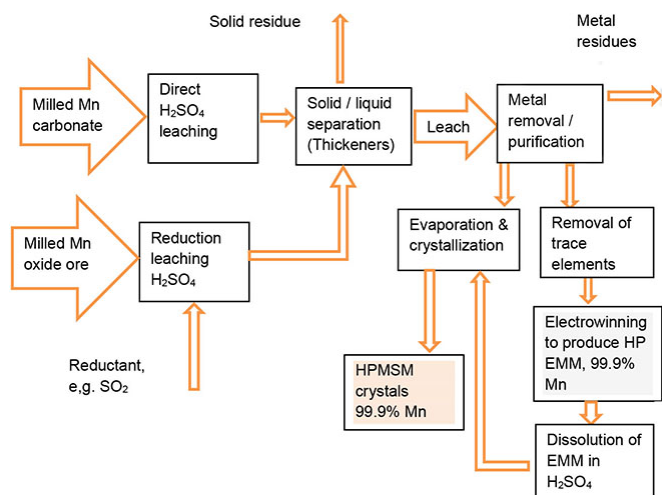 Solid residue
Metal
residues
Milled Mn
carbonate
Direct
H₂SO₄
leaching
Solid / liquid
separation
(Thickeners)
Leach
Metal
removal /
purification
Milled Mn
oxide ore
Reduction
leaching
H₂SO₄
Evaporation &
crystallization
Removal of
trace
elements
Reductant,
e,g. SO₂
HPMSM
crystals
99.9% Mn
Electrowinning
to produce HP
EMM, 99.9%
Mn
Dissolution of
EMM in
H₂SO₄